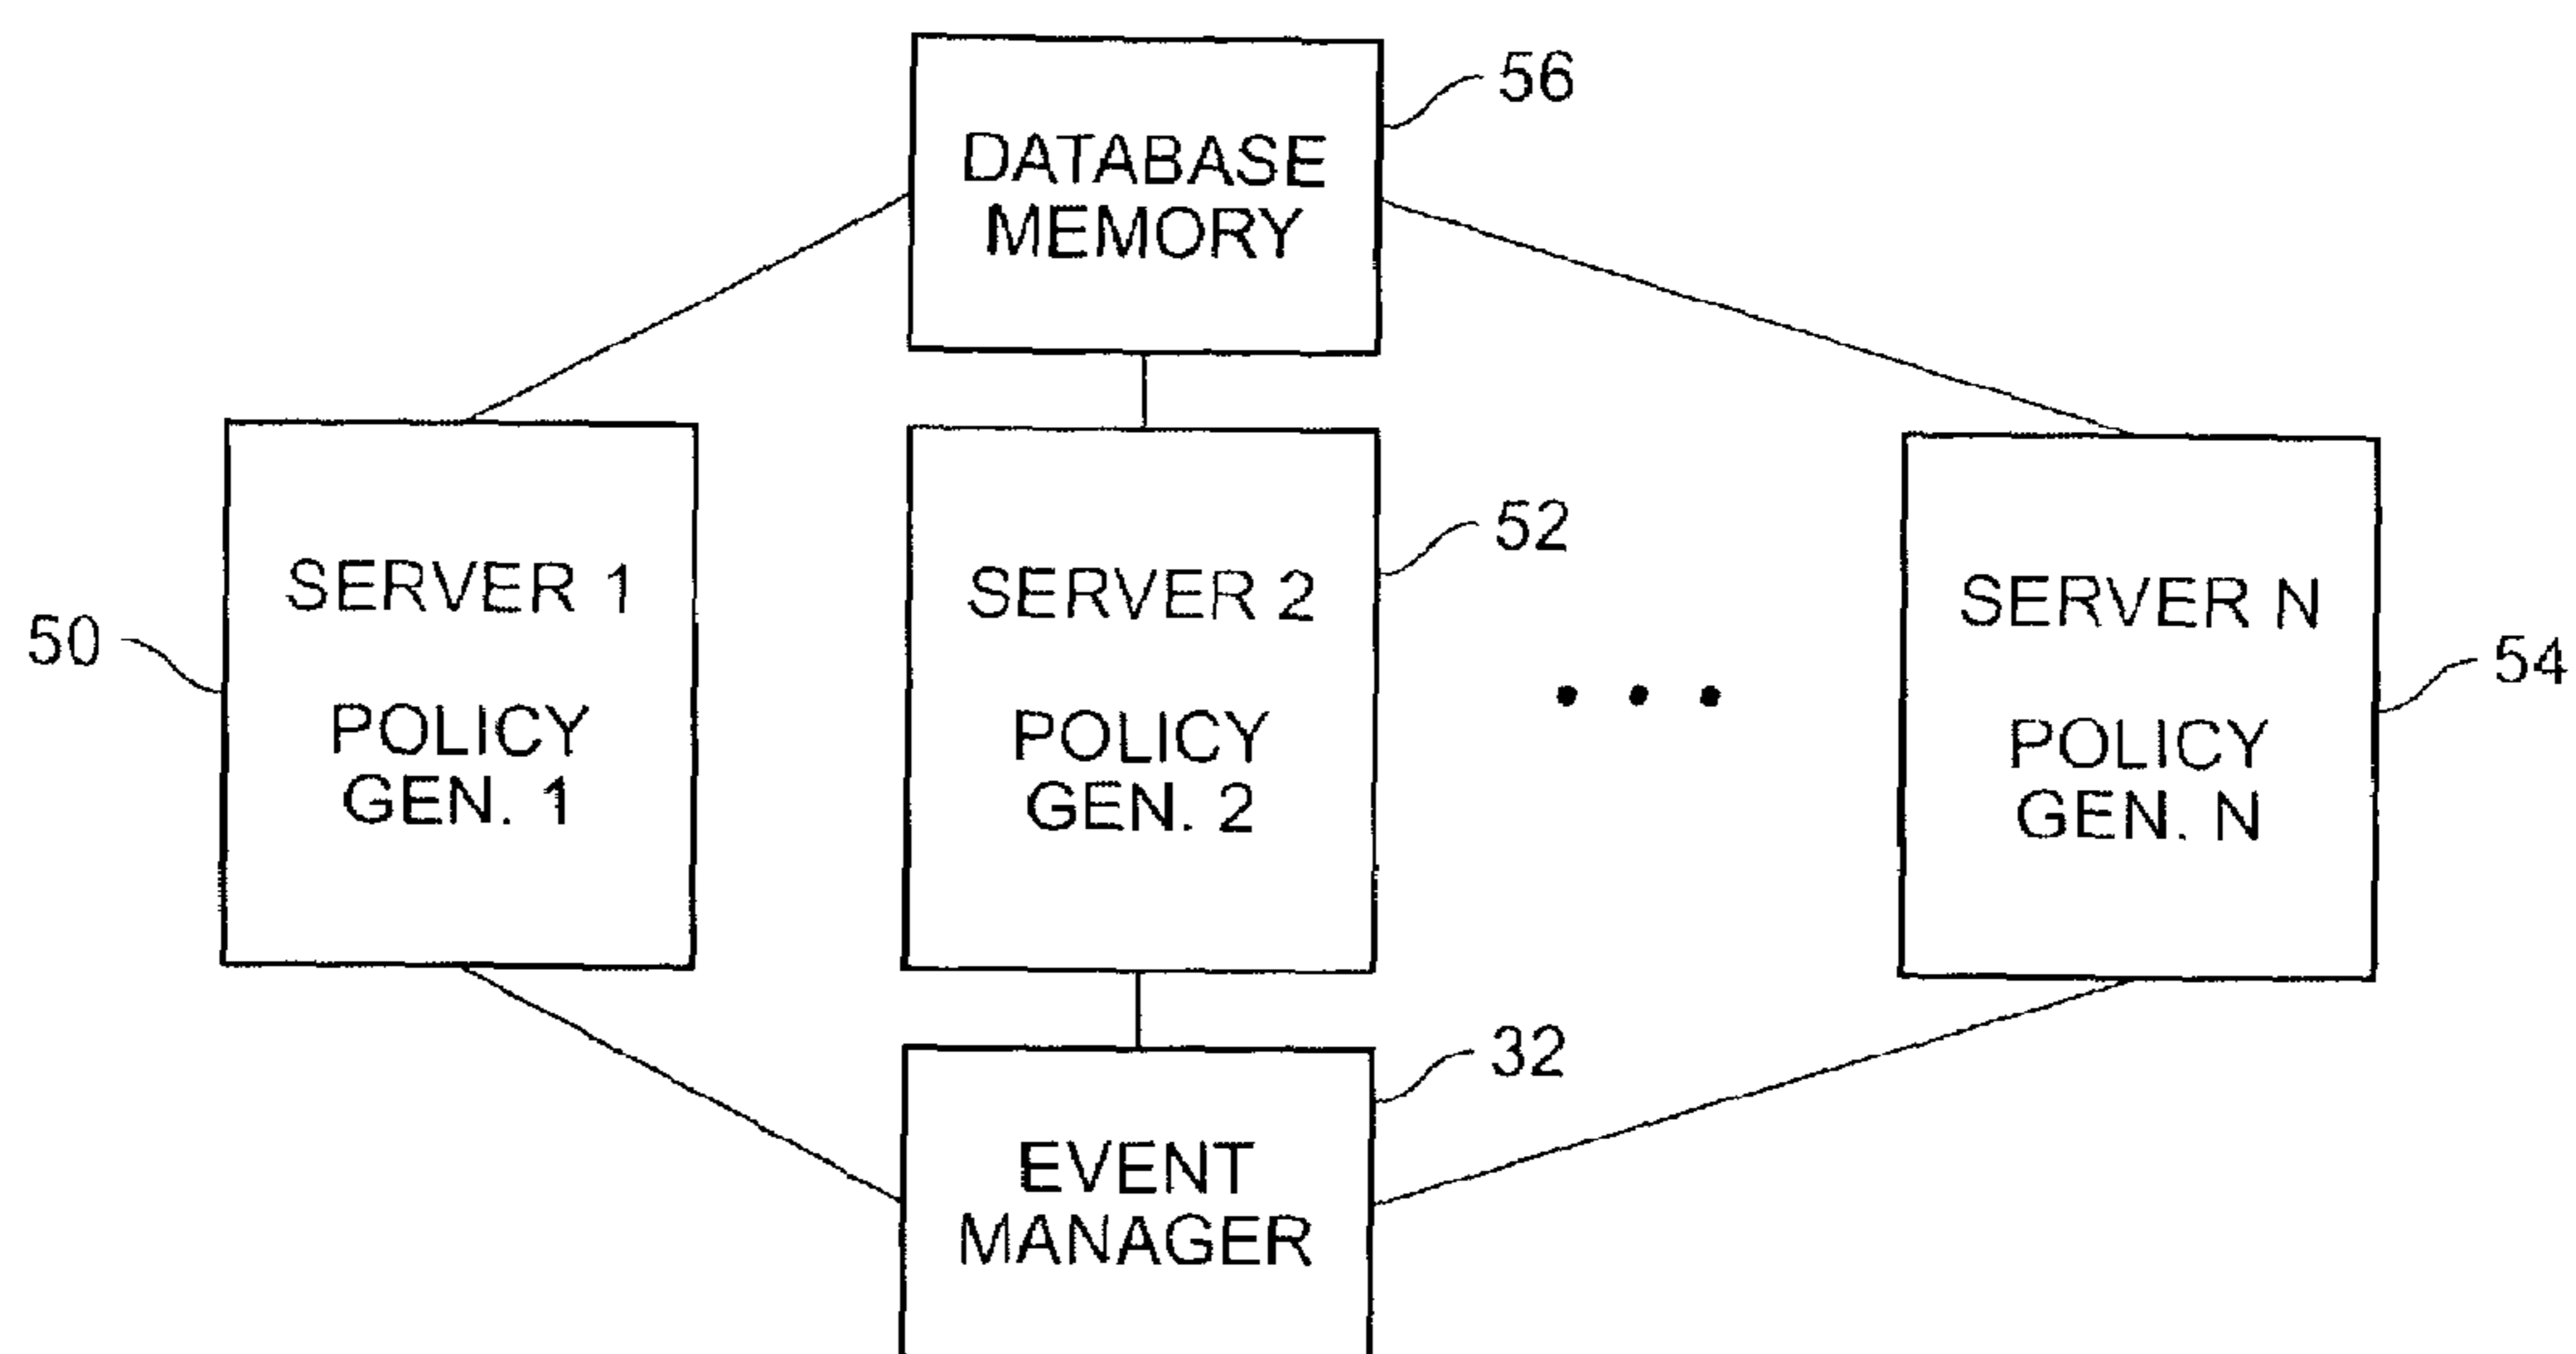 56
DATABASE
MEMORY
52
SERVER 1
SERVER 2
SERVER N
50
54
POLICY
GEN. 1
POLICY
GEN. 2
POLICY
GEN. N
32
EVENT
MANAGER